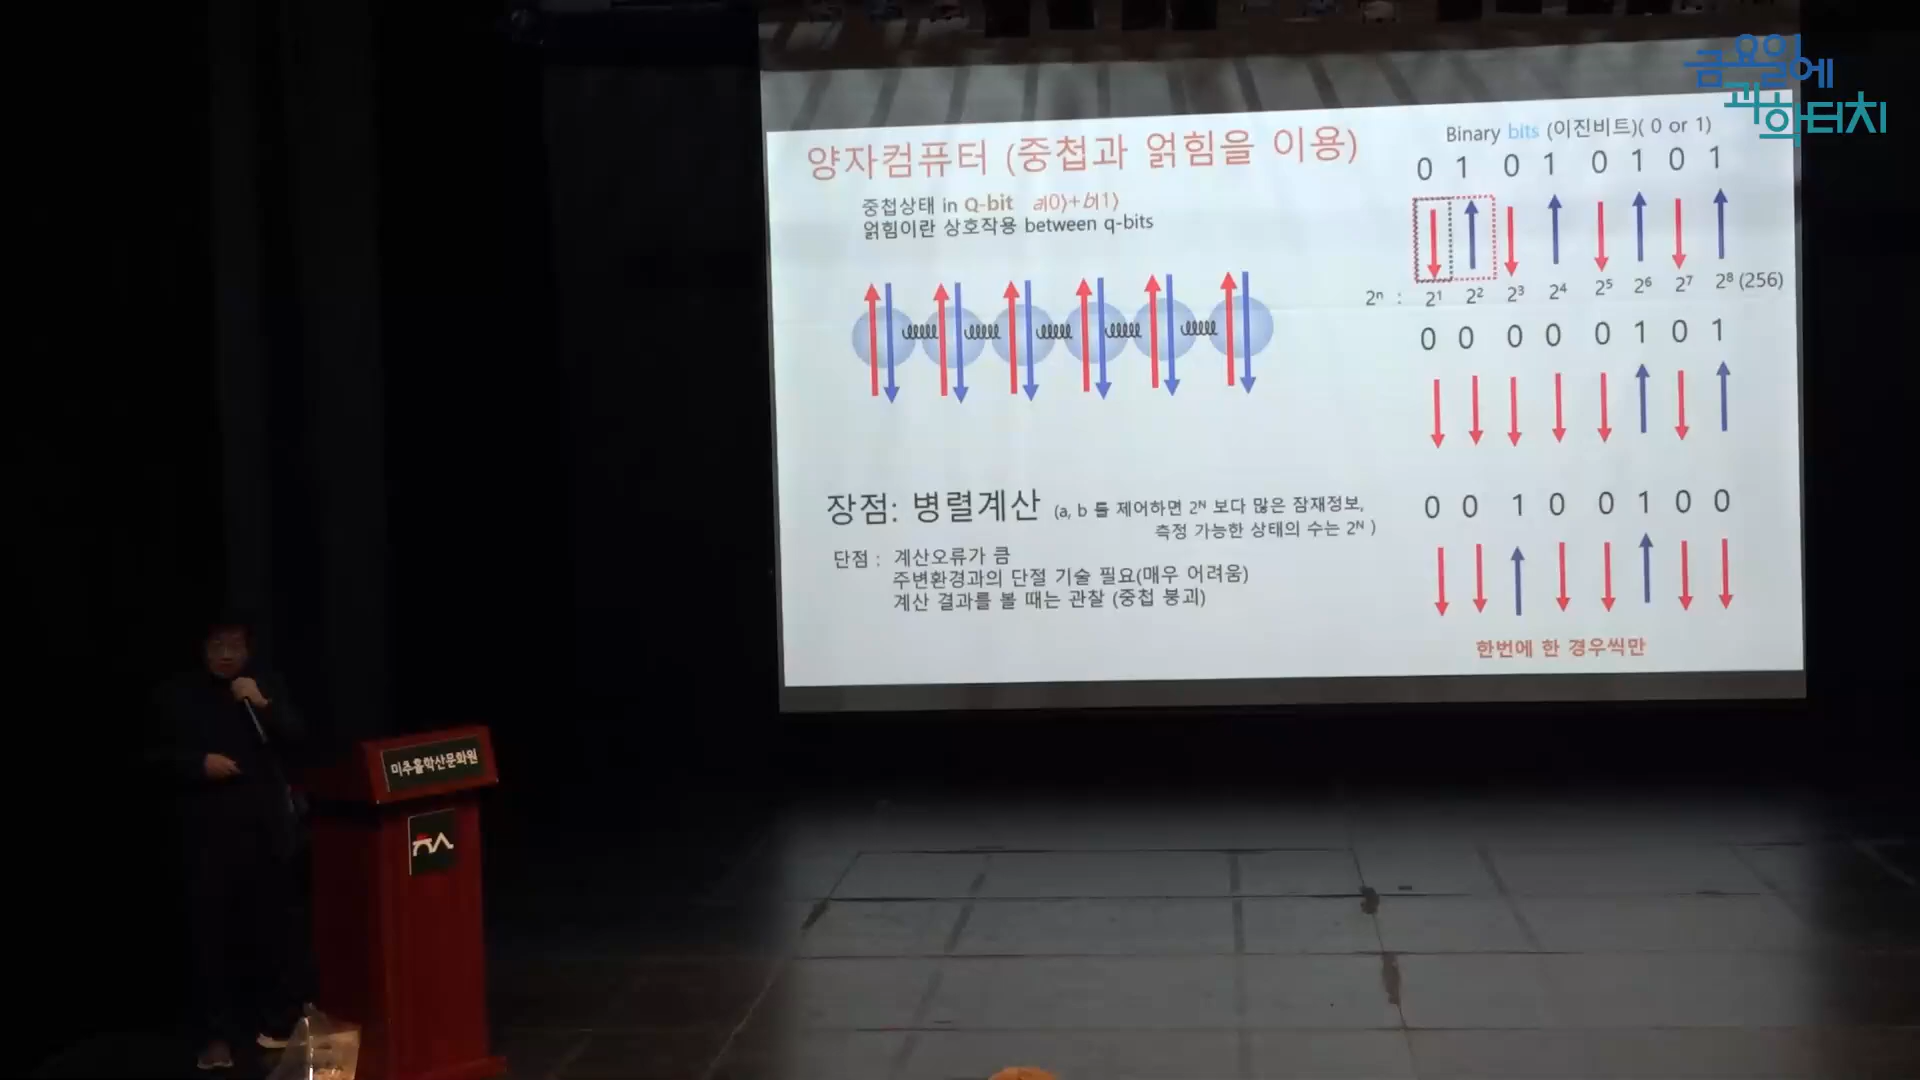 금요일에
과학터치
양자컴퓨터 (중첩과 얽힘을 이용)
중첩상태 in Q-bit a|0⟩+b|1⟩
얽힘이란 상호작용 between q-bits
장점: 병렬계산 (a, b 를 제어하면 2ᴺ 보다 많은 잠재정보,
측정 가능한 상태의 수는 2ᴺ )
단점 : 계산오류가 큼
주변환경과의 단절 기술 필요(매우 어려움)
계산 결과를 볼 때는 관찰 (중첩 붕괴)
Binary bits (이진비트)( 0 or 1)
0 1 0 1 0 1 0 1
2ⁿ : 2¹ 2² 2³ 2⁴ 2⁵ 2⁶ 2⁷ 2⁸ (256)
0 0 0 0 0 1 0 1
0 0 1 0 0 1 0 0
한번에 한 경우씩만
미추홀학산문화원